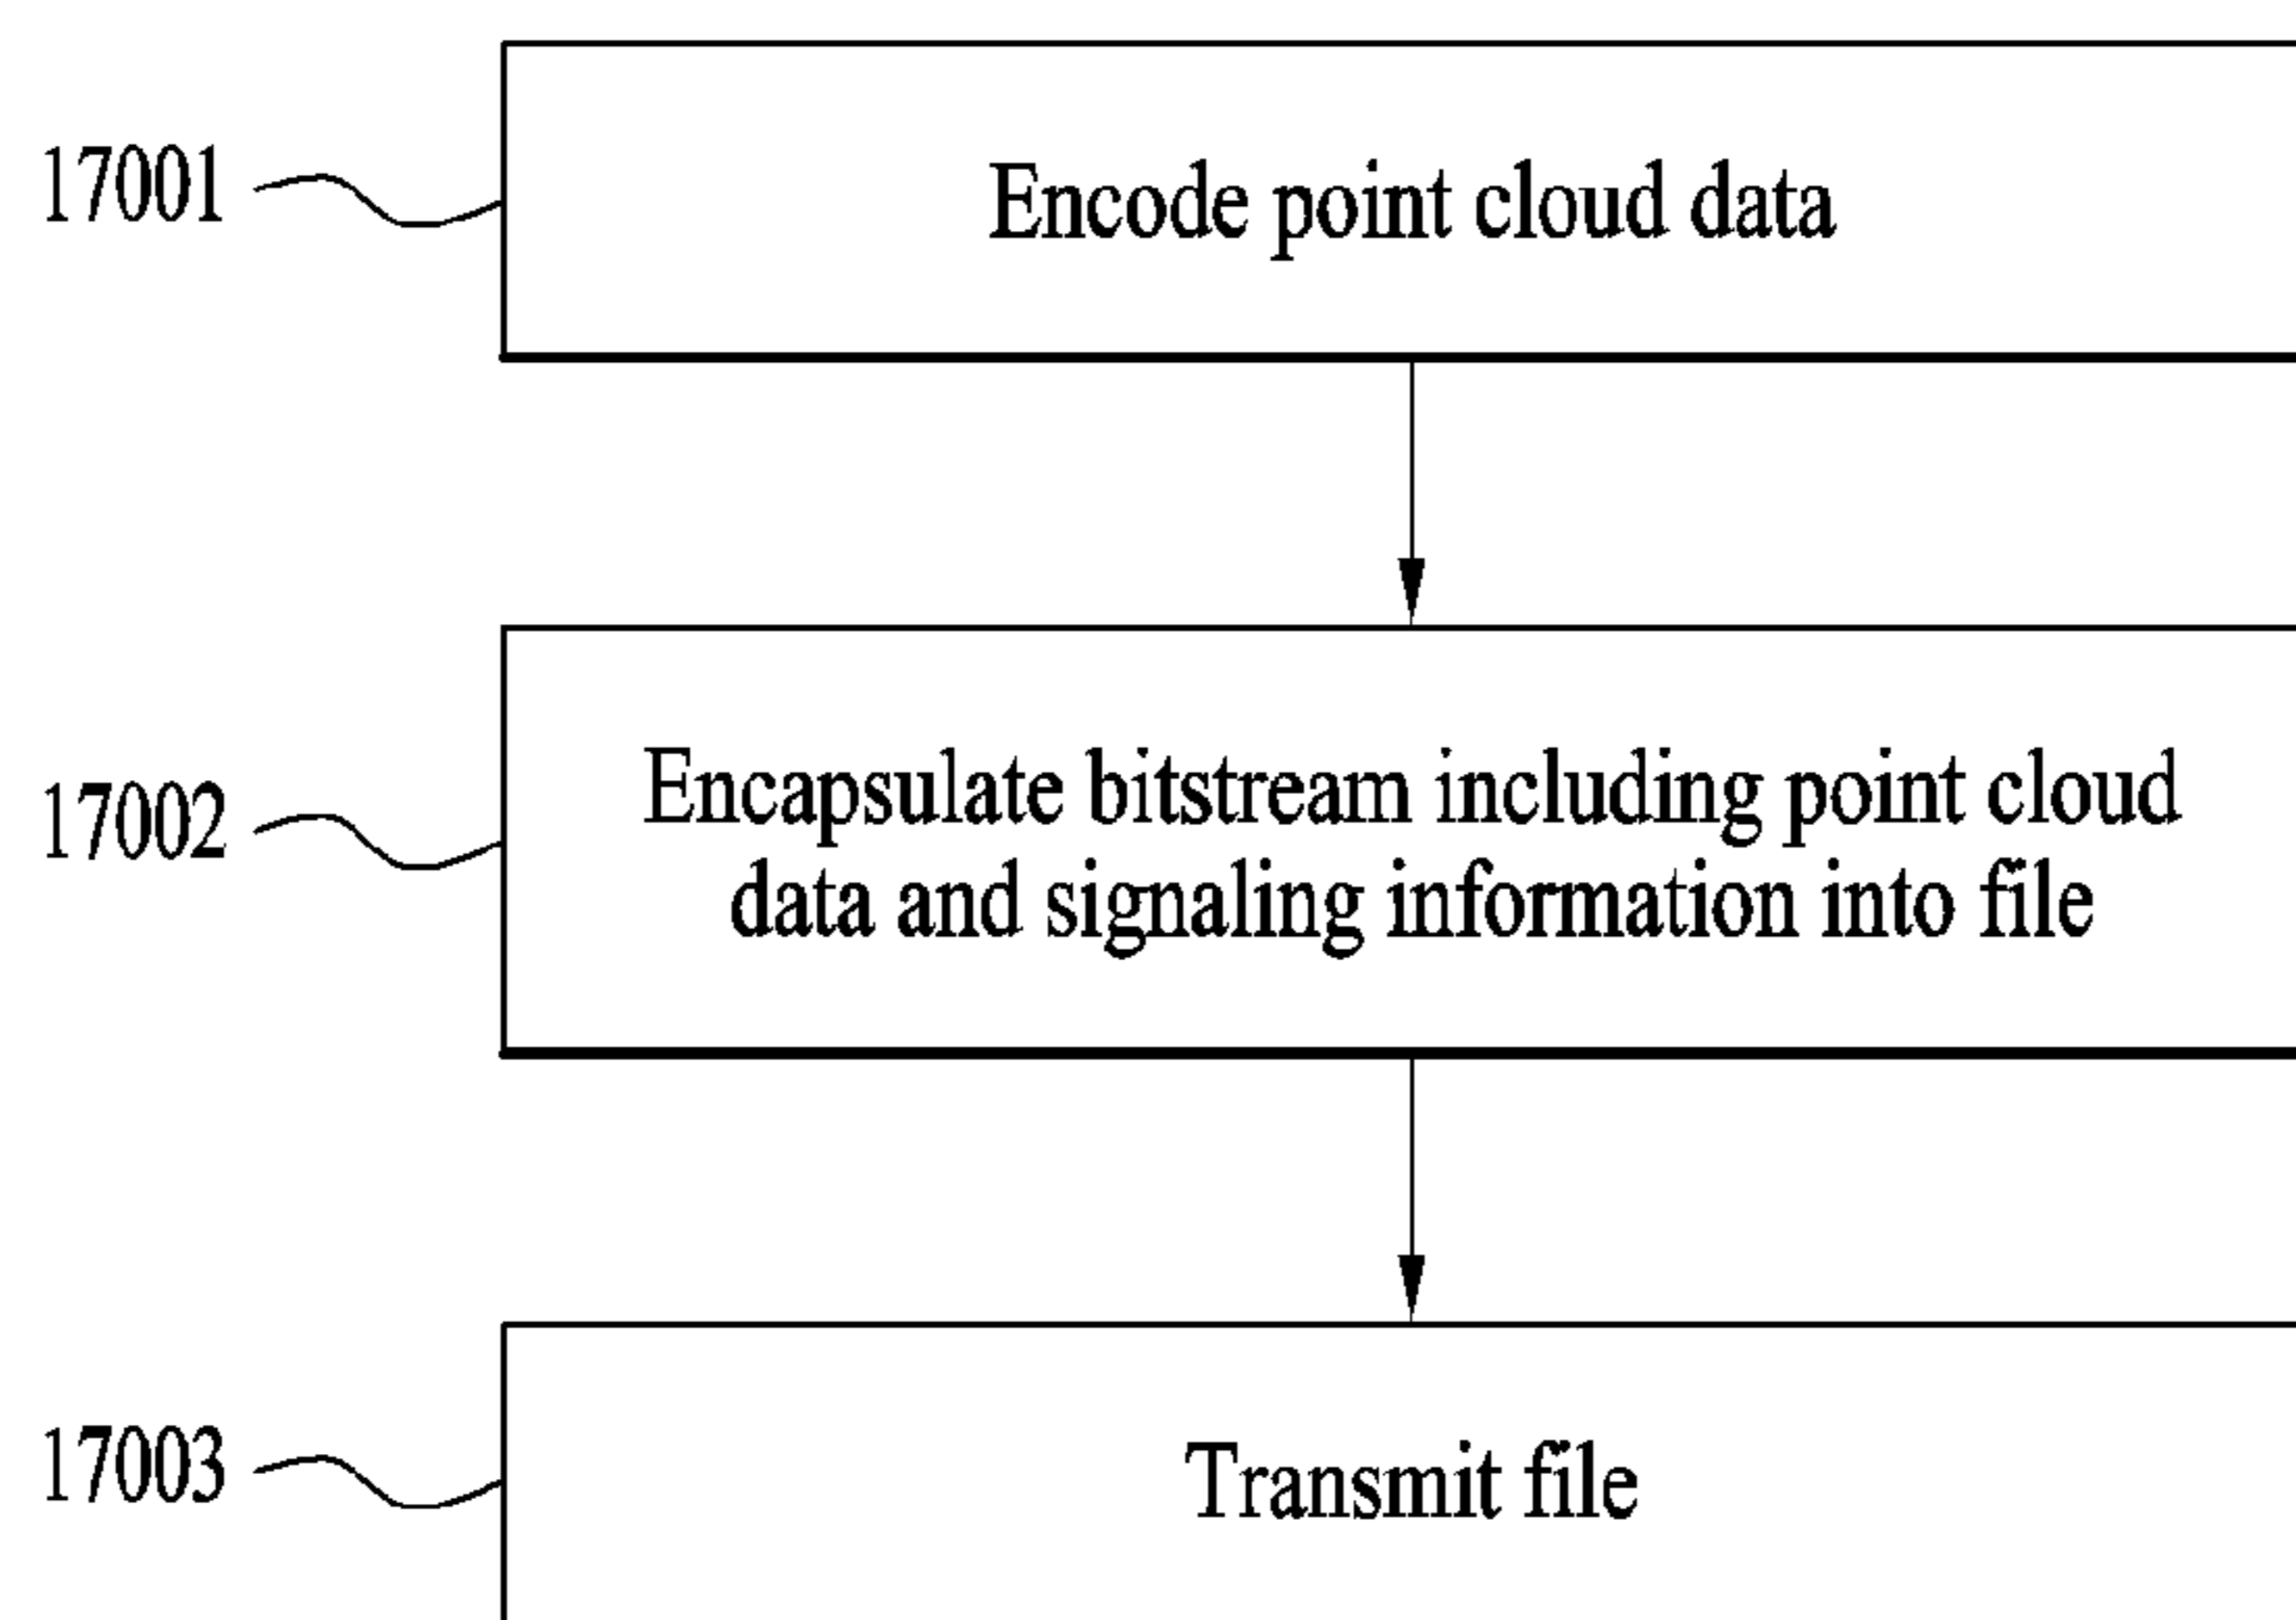 17001
Encode point cloud data
17002
Encapsulate bitstream including point cloud
data and signaling information into file
17003
Transmit file